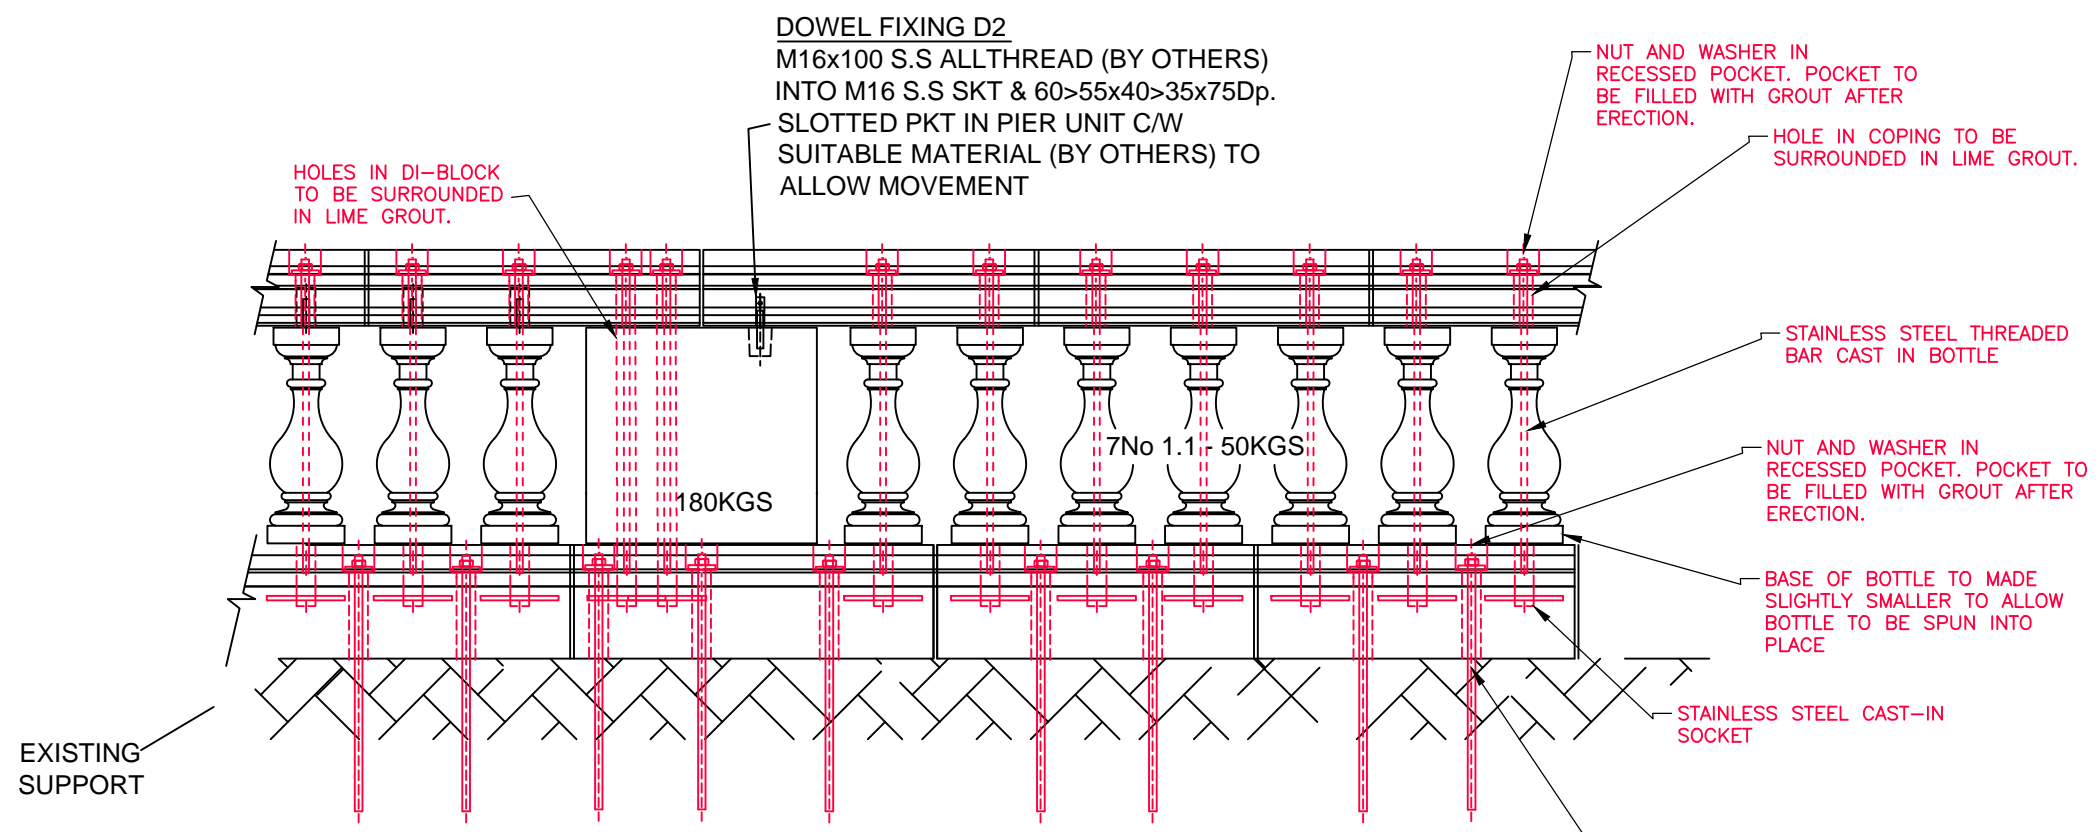 DOWEL FIXING D2
M16x100 S.S ALLTHREAD (BY OTHERS)
INTO M16 S.S SKT & 60>55x40>35x75Dp.
SLOTTED PKT IN PIER UNIT C/W
SUITABLE MATERIAL (BY OTHERS) TO
ALLOW MOVEMENT
NUT AND WASHER IN
RECESSED POCKET. POCKET TO
BE FILLED WITH GROUT AFTER
ERECTION.
HOLE IN COPING TO BE
SURROUNDED IN LIME GROUT.
HOLES IN DI-BLOCK
TO BE SURROUNDED
IN LIME GROUT.
STAINLESS STEEL THREADED
BAR CAST IN BOTTLE
7No 1.1 - 50KGS
180KGS
NUT AND WASHER IN
RECESSED POCKET. POCKET TO
BE FILLED WITH GROUT AFTER
ERECTION.
BASE OF BOTTLE TO MADE
SLIGHTLY SMALLER TO ALLOW
BOTTLE TO BE SPUN INTO
PLACE
STAINLESS STEEL CAST-IN
SOCKET
EXISTING
SUPPORT